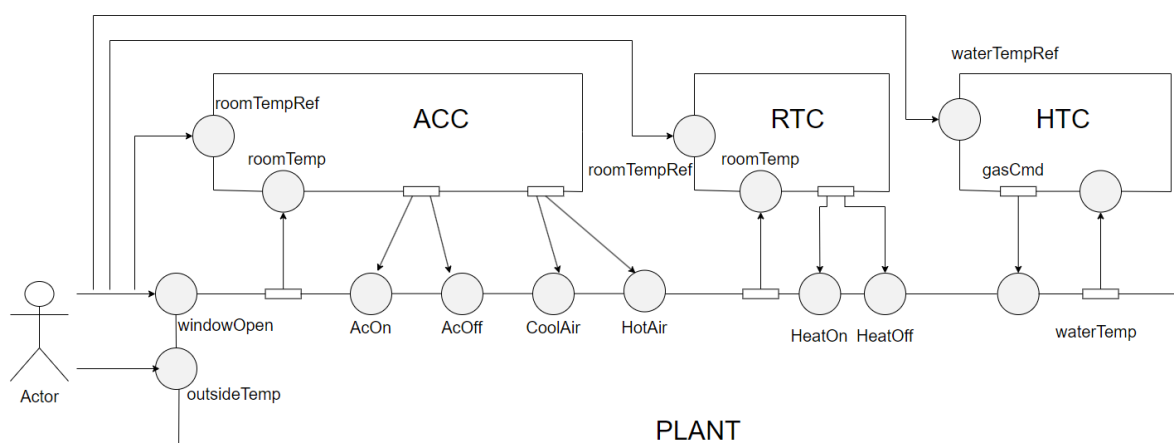 waterTempRef
roomTempRef
ACC
RTC
HTC
roomTemp
roomTempRef
roomTemp
gasCmd
windowOpen
AcOn
AcOff
CoolAir
HotAir
HeatOn
HeatOff
waterTemp
Actor
outsideTemp
PLANT